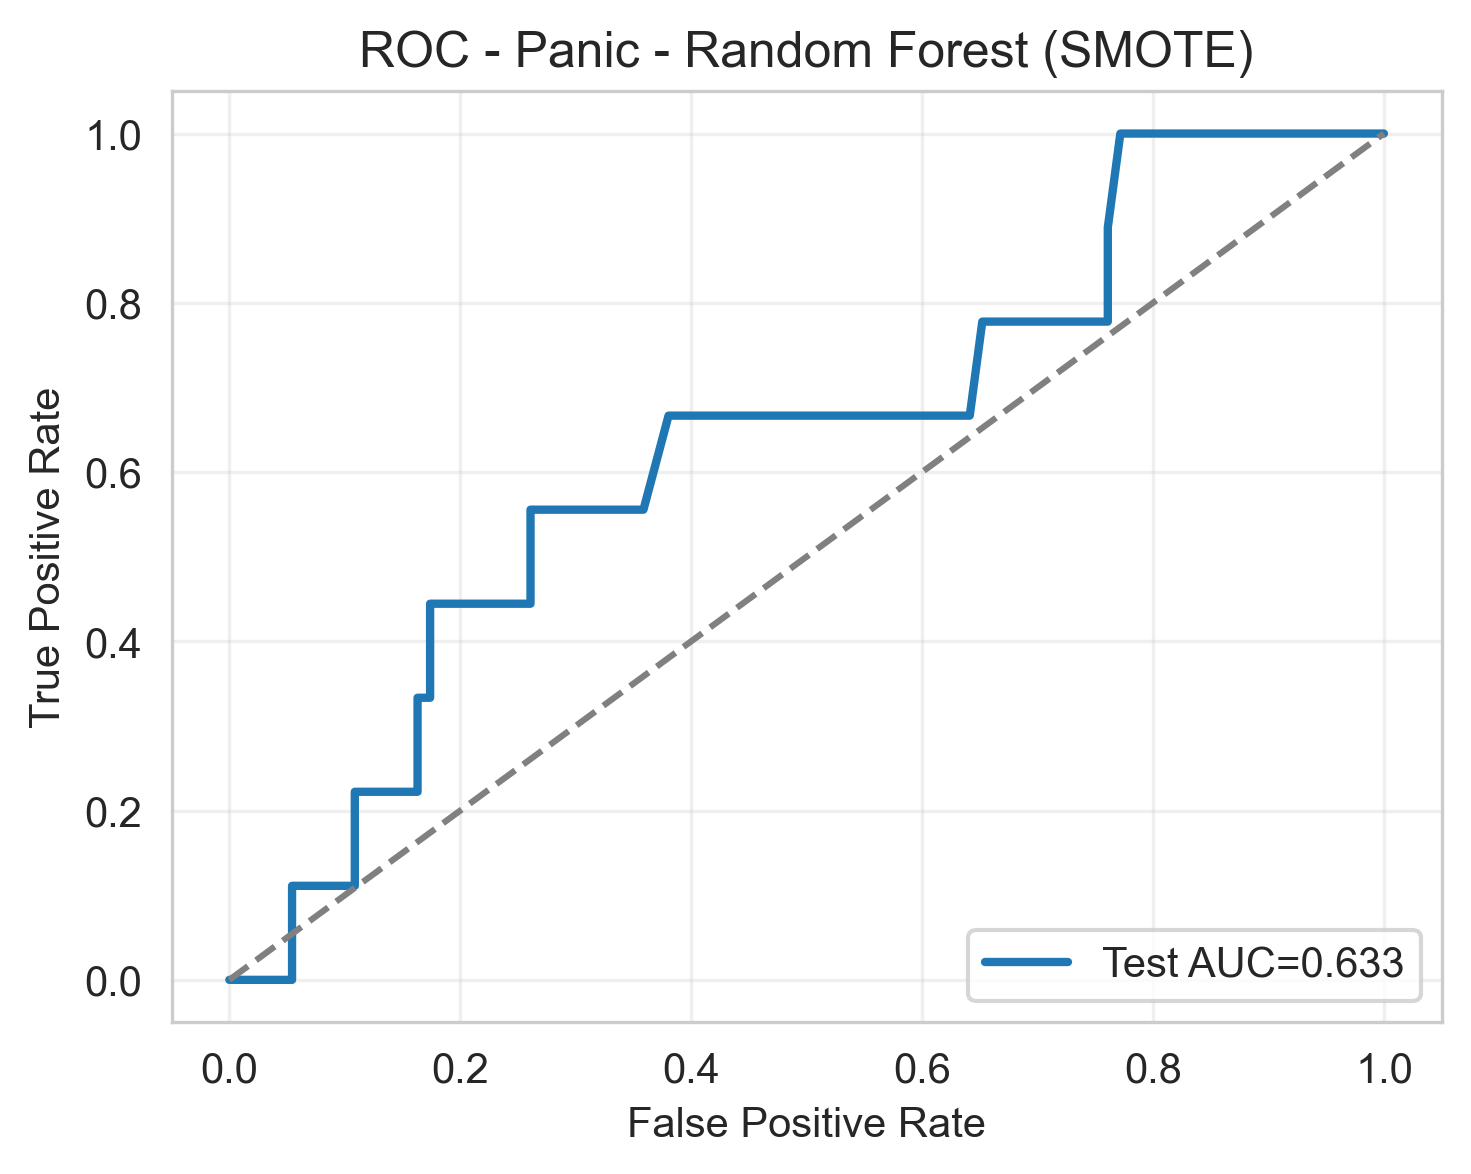 ROC - Panic - Random Forest (SMOTE)
True Positive Rate
1.0
0.8
0.6
0.4
0.2
0.0
Test AUC=0.633
0.0 0.2 0.4 0.6 0.8 1.0
False Positive Rate